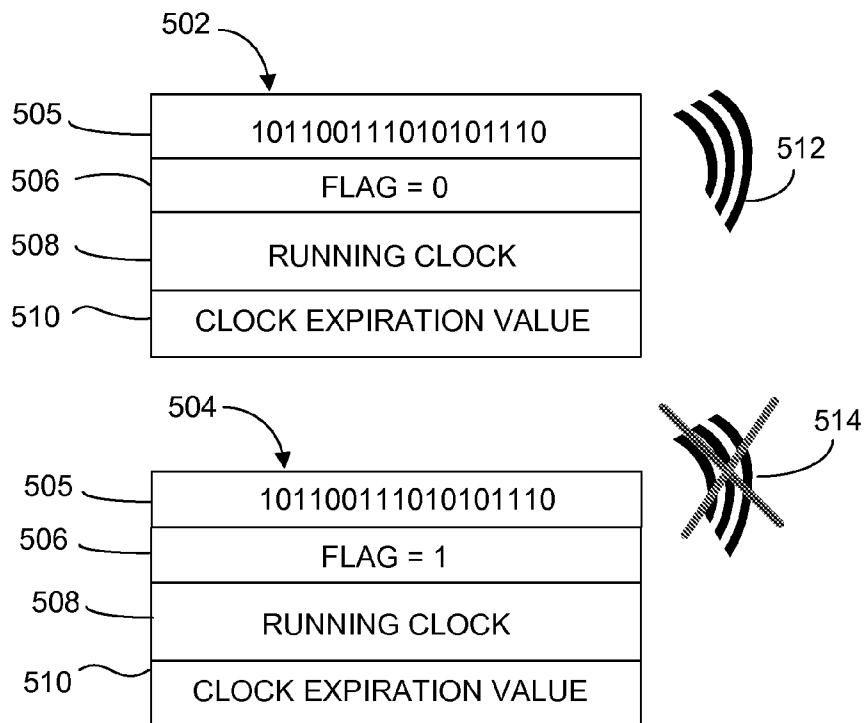 502
505
101100111010101110
506
FLAG = 0
512
508
RUNNING CLOCK
510
CLOCK EXPIRATION VALUE
504
514
505
101100111010101110
506
FLAG = 1
508
RUNNING CLOCK
510
CLOCK EXPIRATION VALUE